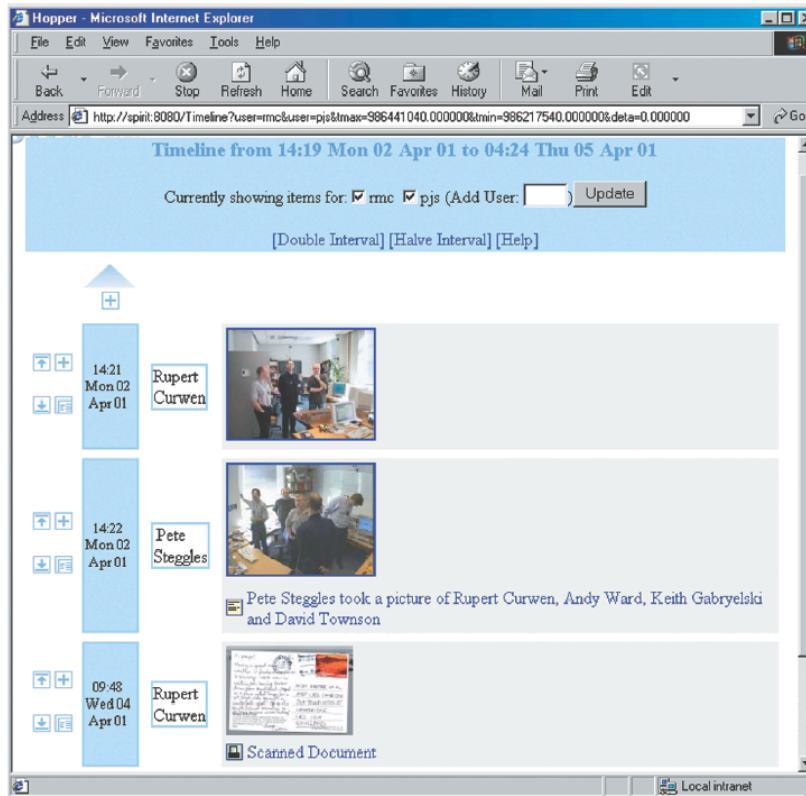 Hopper - Microsoft Internet Explorer
File Edit View Favorites Tools Help
Back Forward Stop Refresh Home Search Favorites History Mail Print Edit
Address http://spirit:8080/Timeline?user=rmc&user=pjs&tmax=986441040.000000&tmin=986217540.000000&deta=0.000000 Go
Timeline from 14:19 Mon 02 Apr 01 to 04:24 Thu 05 Apr 01
Currently showing items for: rmc pjs (Add User: ) Update
[Double Interval] [Halve Interval] [Help]
14:21
Mon 02
Apr 01
Rupert
Curwen
14:22
Mon 02
Apr 01
Pete
Steggles
Pete Steggles took a picture of Rupert Curwen, Andy Ward, Keith Gabryelski
and David Townson
09:48
Wed 04
Apr 01
Rupert
Curwen
Scanned Document
Local intranet